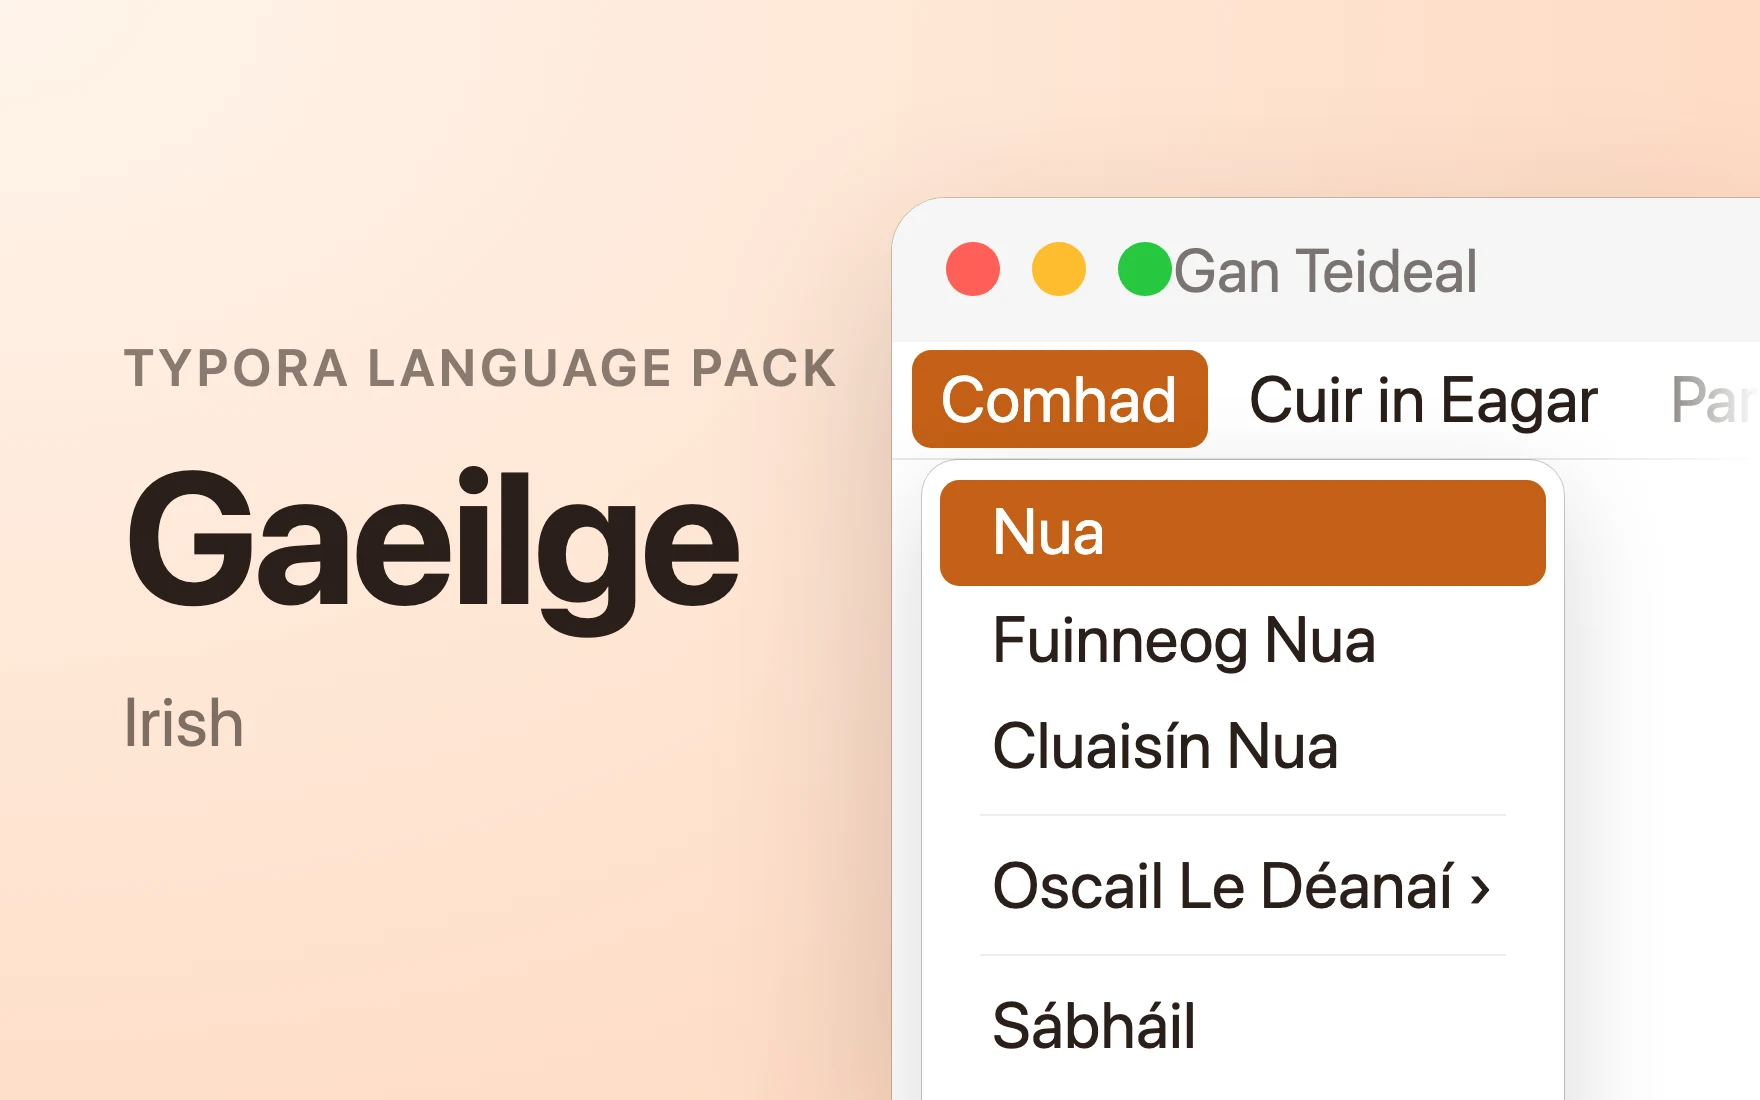 TYPORA LANGUAGE PACK
Gaeilge
Irish
Gan Teideal
Comhad Cuir in Eagar
Nua
Fuinneog Nua
Cluaisín Nua
Oscail Le Déanaí ›
Sábháil